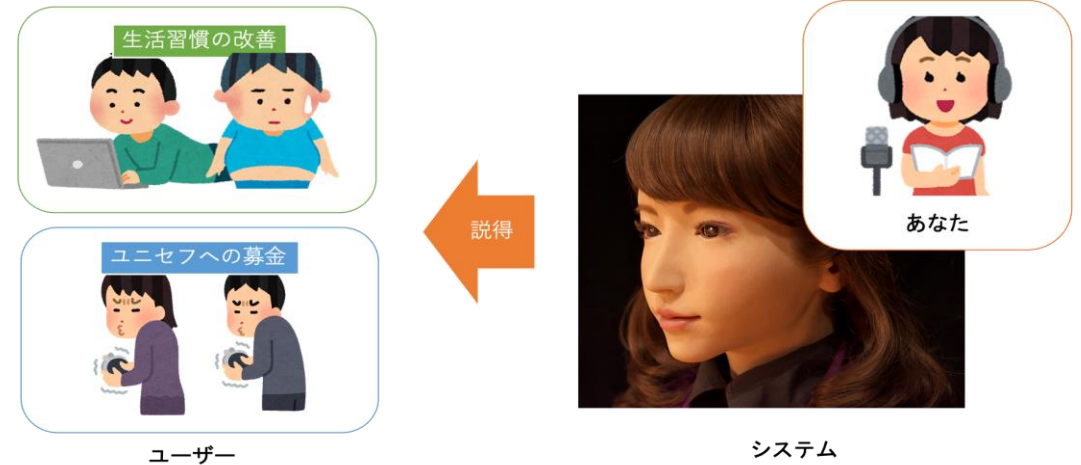 生活習慣の改善
ユニセフへの募金
ユーザー
説得
あなた
システム